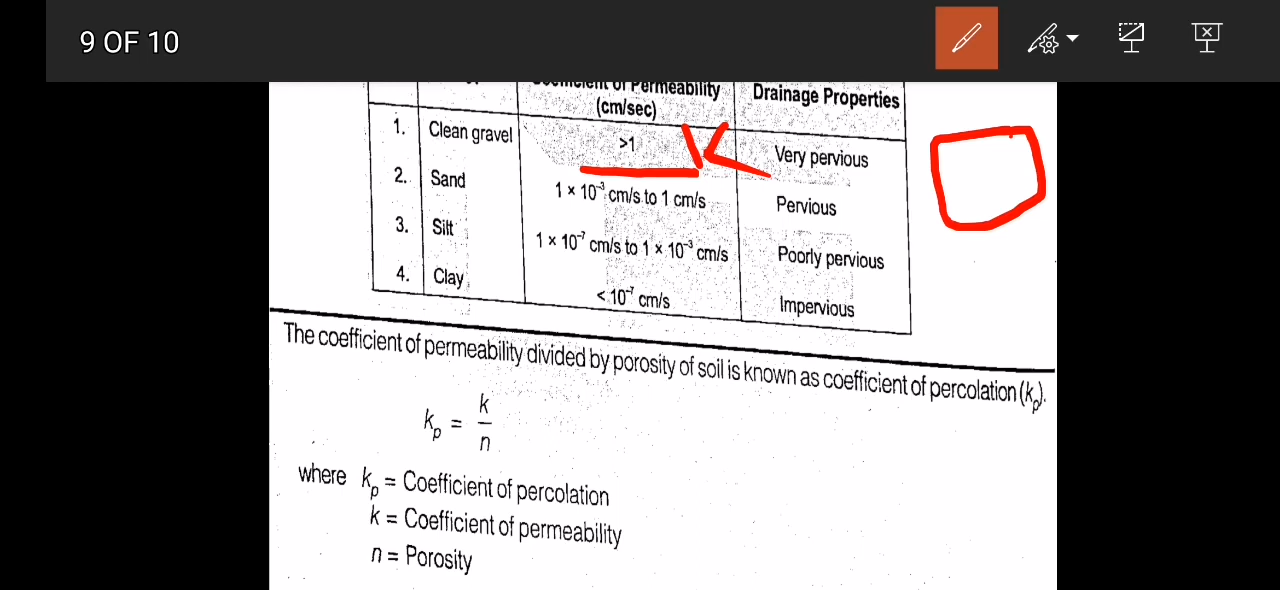 9 OF 10
Coefficient of Permeability Drainage Properties
(cm/sec)
1. Clean gravel >1 Very pervious
2. Sand 1 × 10⁻³ cm/s to 1 cm/s Pervious
3. Silt 1 × 10⁻⁷ cm/s to 1 × 10⁻³ cm/s Poorly pervious
4. Clay < 10⁻⁷ cm/s Impervious
The coefficient of permeability divided by porosity of soil is known as coefficient of percolation (kₚ).
kₚ = k/n
where kₚ = Coefficient of percolation
k = Coefficient of permeability
n = Porosity